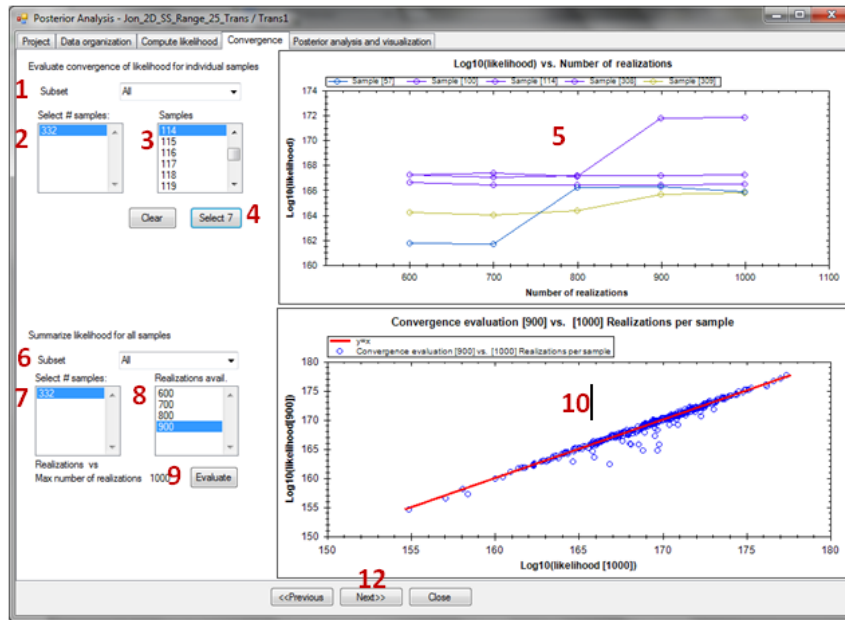 Posterior Analysis - Jon_2D_SS_Range_25_Trans / Trans1
Project Data organization Compute likelihood Convergence Posterior analysis and visualization
Evaluate convergence of likelihood for individual samples
1 Subset All
Select # samples: Samples
2 332
3 114
115
116
117
118
119
Clear Select 7 4
Log10(likelihood) vs. Number of realizations
Sample [57] Sample [100] Sample [114] Sample [308] Sample [309]
Log10(likelihood)
174
172
170
168
166
164
162
160
5
600 700 800 900 1000 1100
Number of realizations
Summarize likelihood for all samples
6 Subset All
Select # samples: Realizations avail.
7 332
8 600
700
800
900
Realizations vs
Max number of realizations 1000 9 Evaluate
Convergence evaluation [900] vs. [1000] Realizations per sample
y=x
Convergence evaluation [900] vs. [1000] Realizations per sample
Log10(likelihood[900])
180
175
170
165
160
155
150
10
150 155 160 165 170 175 180
Log10(likelihood [1000])
12
<<Previous Next>> Close